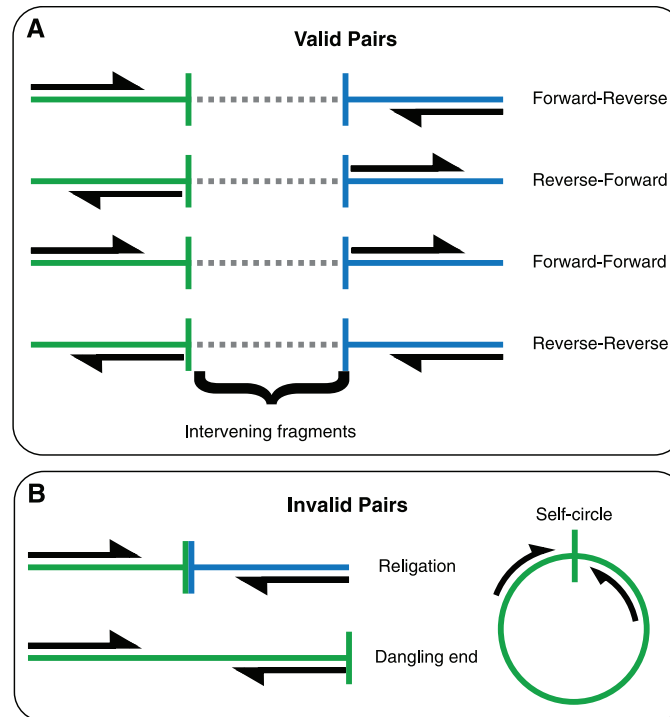 A
Valid Pairs
Forward-Reverse
Reverse-Forward
Forward-Forward
Reverse-Reverse
Intervening fragments
B
Invalid Pairs
Self-circle
Religation
Dangling end